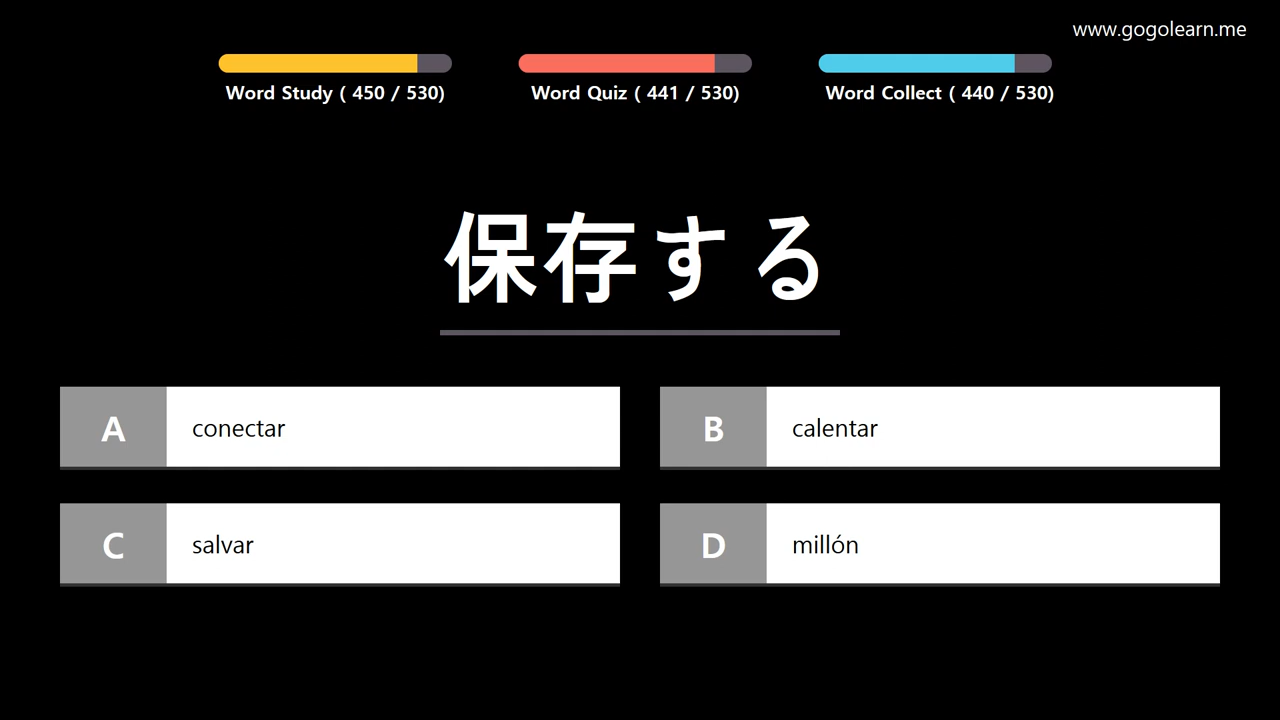 www.gogolearn.me
Word Study ( 450 / 530)
Word Quiz ( 441 / 530)
Word Collect ( 440 / 530)
保存する
A conectar
B calentar
C salvar
D millón